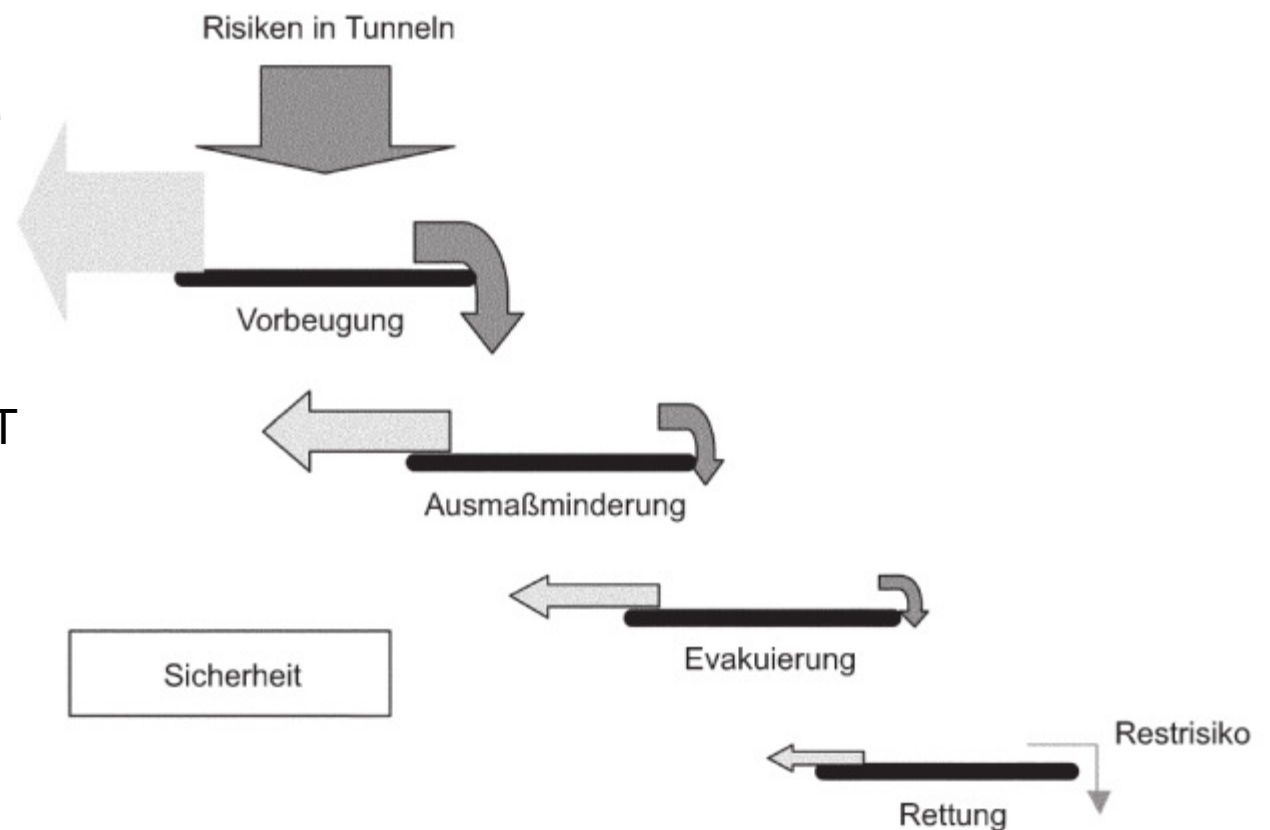 Risiken in Tunneln
Vorbeugung
T
Ausmaßminderung
Evakuierung
Sicherheit
Restrisiko
Rettung